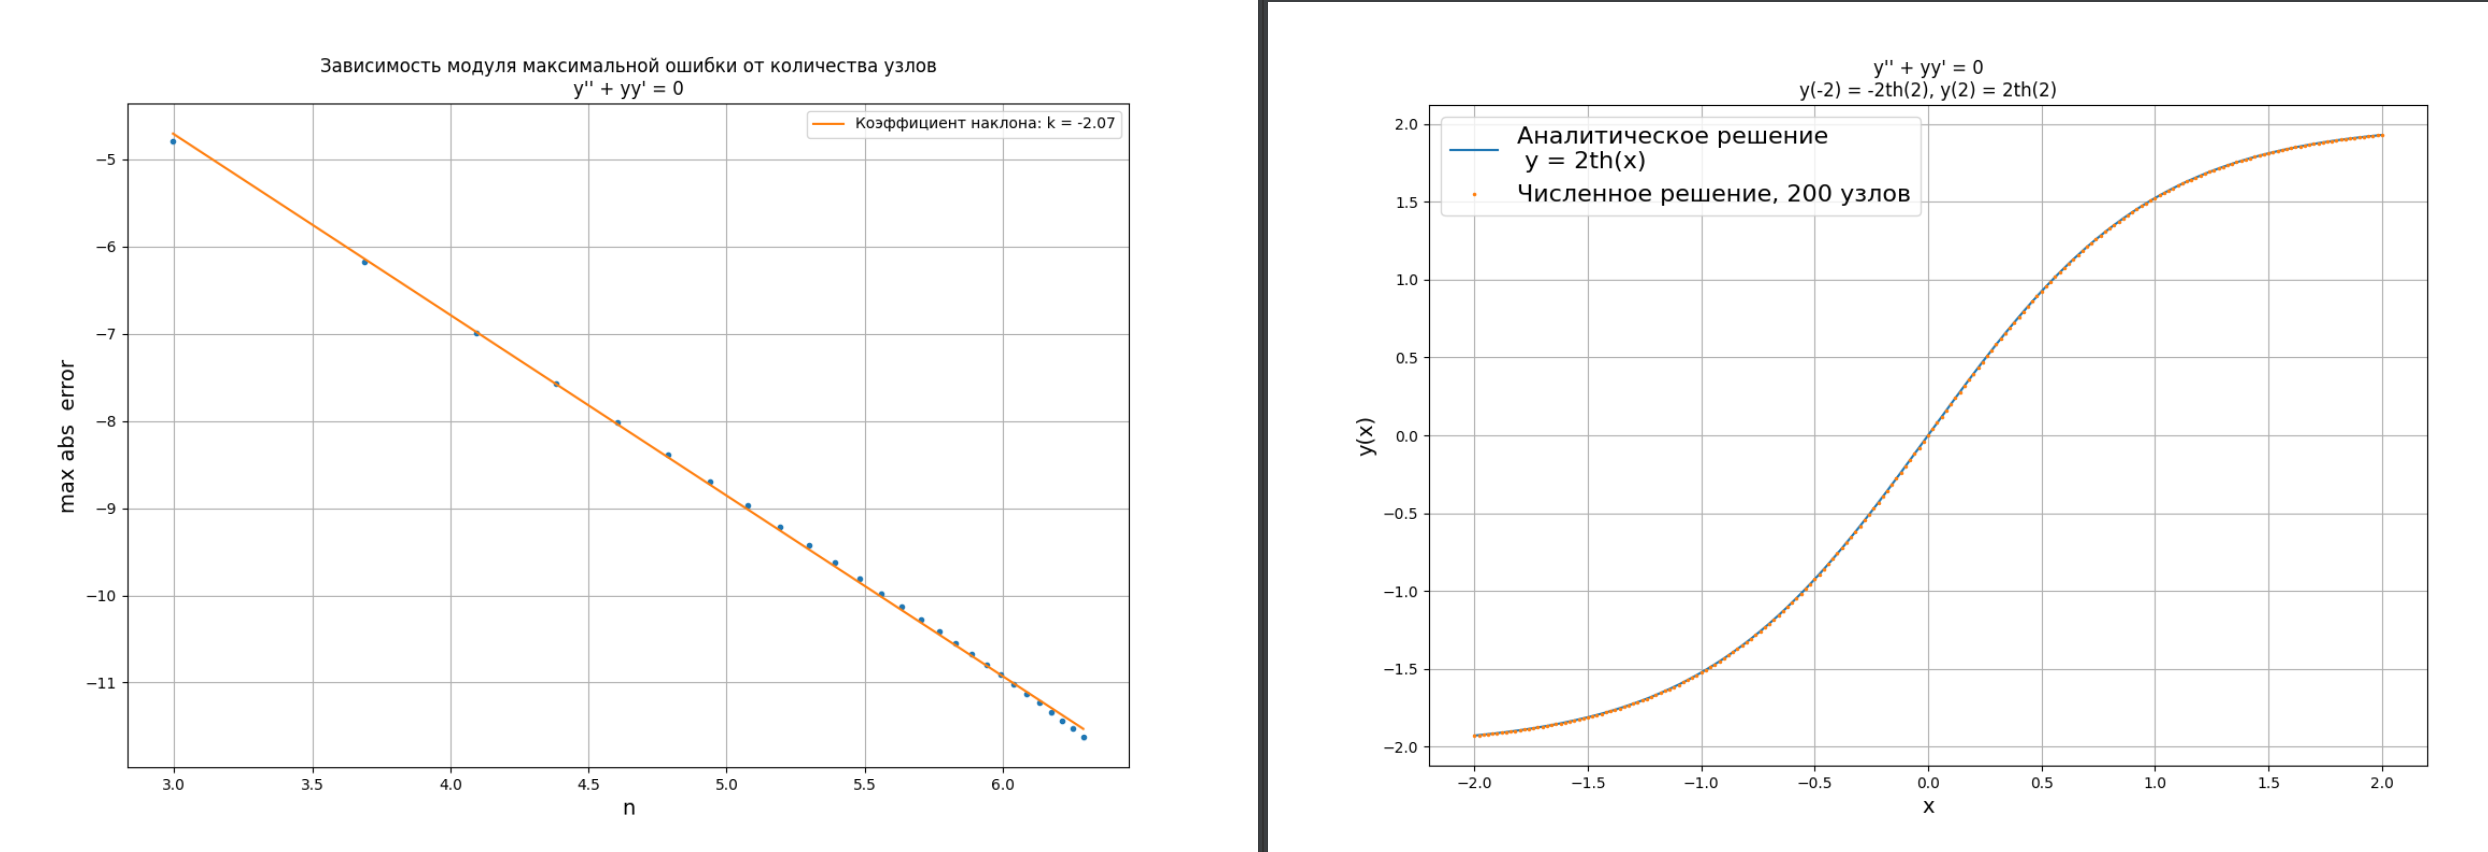 Зависимость модуля максимальной ошибки от количества узлов
y'' + yy' = 0
Коэффициент наклона: k = -2.07
−5
−6
−7
−8
−9
−10
−11
max abs  error
3.0 3.5 4.0 4.5 5.0 5.5 6.0
n
y'' + yy' = 0
y(-2) = -2th(2), y(2) = 2th(2)
Аналитическое решение
y = 2th(x)
Численное решение, 200 узлов
2.0
1.5
1.0
0.5
0.0
−0.5
−1.0
−1.5
−2.0
y(x)
−2.0 −1.5 −1.0 −0.5 0.0 0.5 1.0 1.5 2.0
x